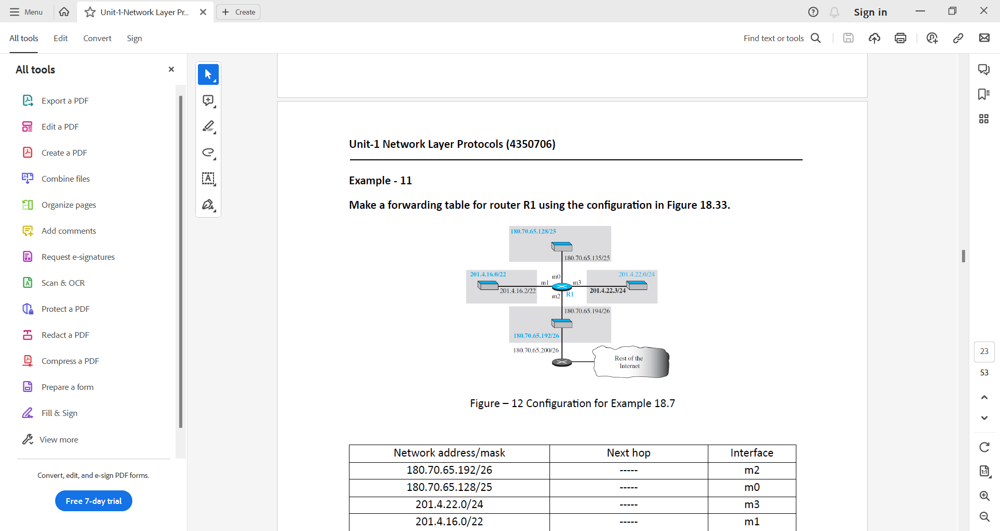 Menu
Unit-1-Network Layer Pr...
Create
Sign in
All tools
Edit
Convert
Sign
Find text or tools
All tools
Export a PDF
Edit a PDF
Create a PDF
Combine files
Organize pages
Add comments
Request e-signatures
Scan & OCR
Protect a PDF
Redact a PDF
Compress a PDF
Prepare a form
Fill & Sign
View more
Convert, edit, and e-sign PDF forms.
Free 7-day trial
Unit-1 Network Layer Protocols (4350706)
Example - 11
Make a forwarding table for router R1 using the configuration in Figure 18.33.
180.70.65.128/25
180.70.65.135/25
201.4.16.0/22
m0
201.4.22.0/24
m1
m3
201.4.16.2/22
m2
R1
201.4.22.3/24
180.70.65.194/26
180.70.65.192/26
180.70.65.200/26
Rest of the
Internet
Figure – 12 Configuration for Example 18.7
Network address/mask Next hop Interface
180.70.65.192/26 ----- m2
180.70.65.128/25 ----- m0
201.4.22.0/24 ----- m3
201.4.16.0/22 ----- m1
23
53
1:1